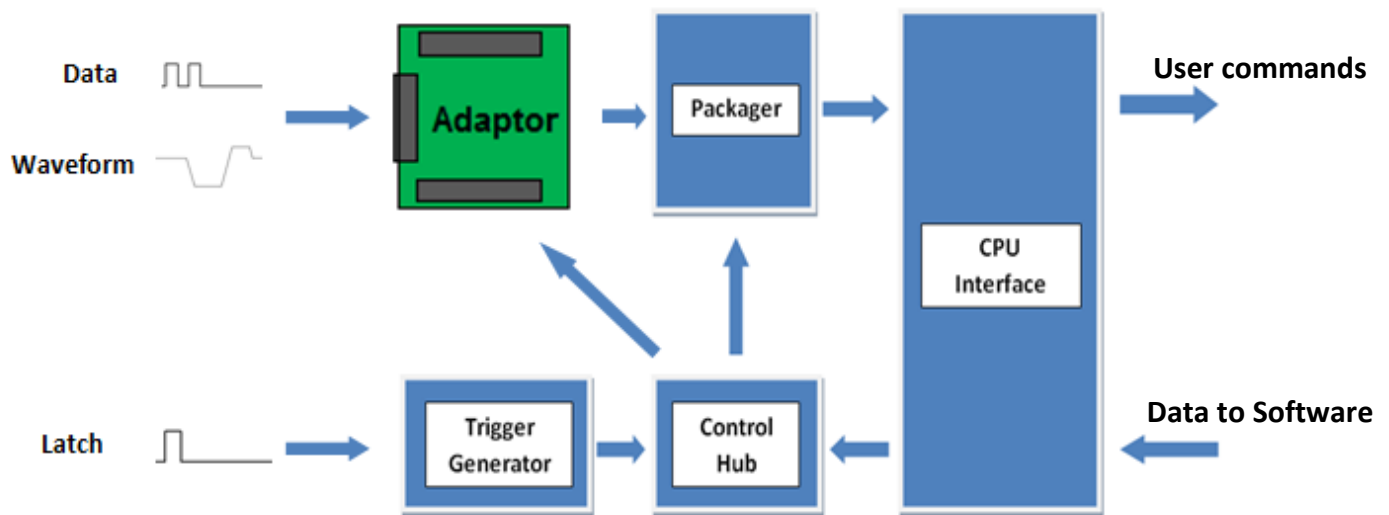 Data
Waveform
Adaptor
Packager
User commands
CPU
Interface
Latch
Trigger
Generator
Control
Hub
Data to Software